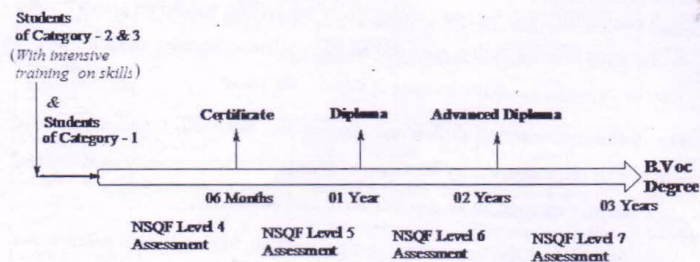 Students
of Category - 2 & 3
(With intensive
training on skills)
&
Students
of Category - 1
Certificate
Diploma
Advanced Diploma
B.Voc
Degree
06 Months
01 Year
02 Years
03 Years
NSQF Level 4
Assessment
NSQF Level 5
Assessment
NSQF Level 6
Assessment
NSQF Level 7
Assessment